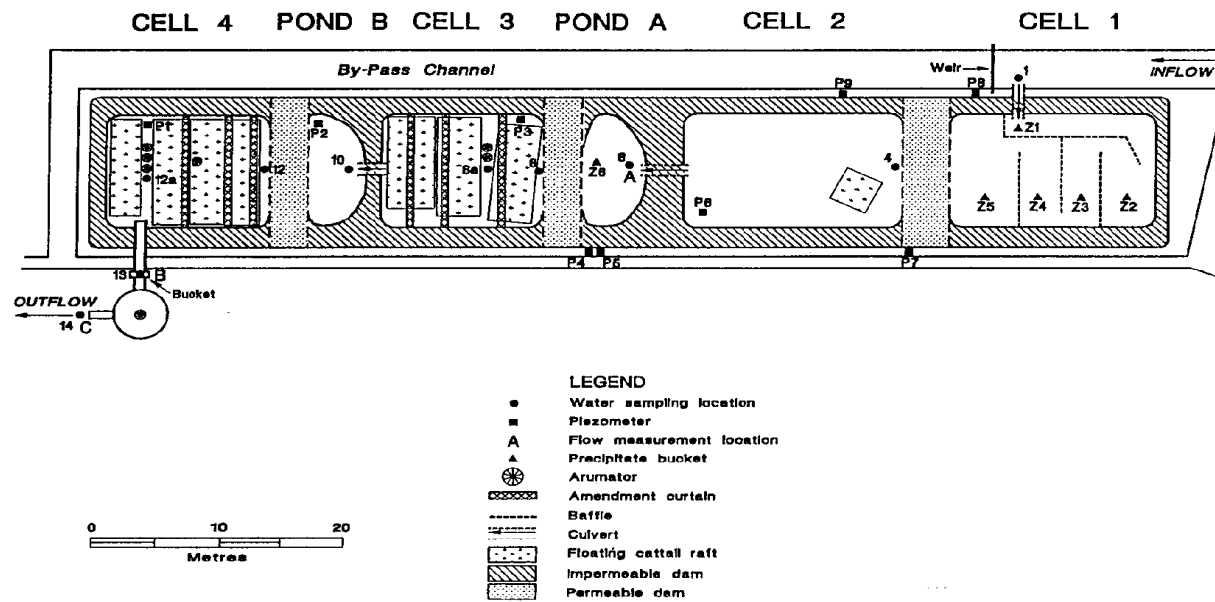 CELL 4 POND B CELL 3 POND A CELL 2 CELL 1
By-Pass Channel
Weir
1
INFLOW
P9
P8
P1
P2
P3
Z1
12a
12
10
8a
8
Z6
6
A
4
P6
Z5
Z4
Z3
Z2
P4
P5
P7
13
B
Bucket
OUTFLOW
14 C
LEGEND
Water sampling location
Piezometer
A Flow measurement location
Precipitate bucket
Arumator
Amendment curtain
Baffle
Culvert
Floating cattail raft
Impermeable dam
Permeable dam
0 10 20
Metres